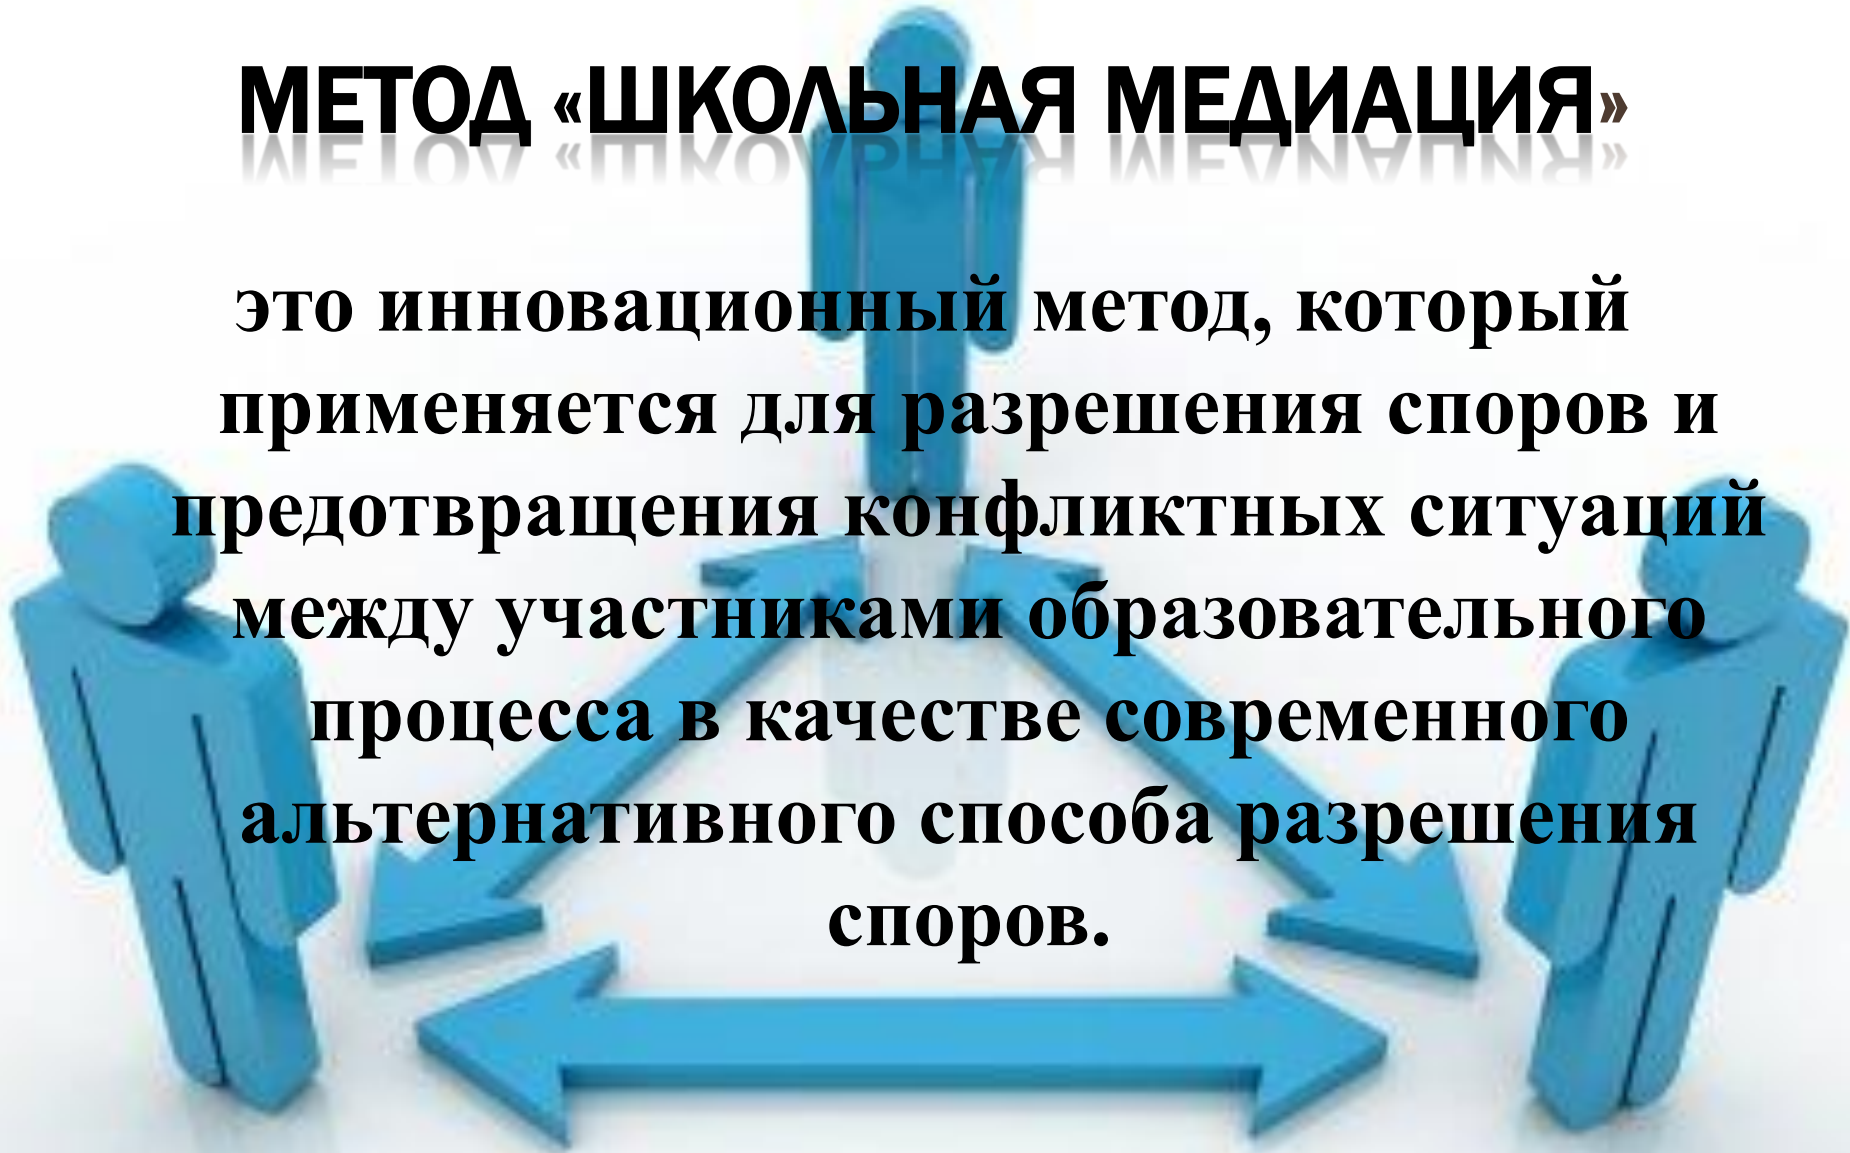 МЕТОД «ШКОЛЬНАЯ МЕДИАЦИЯ»
это инновационный метод, который
применяется для разрешения споров и
предотвращения конфликтных ситуаций
между участниками образовательного
процесса в качестве современного
альтернативного способа разрешения
споров.